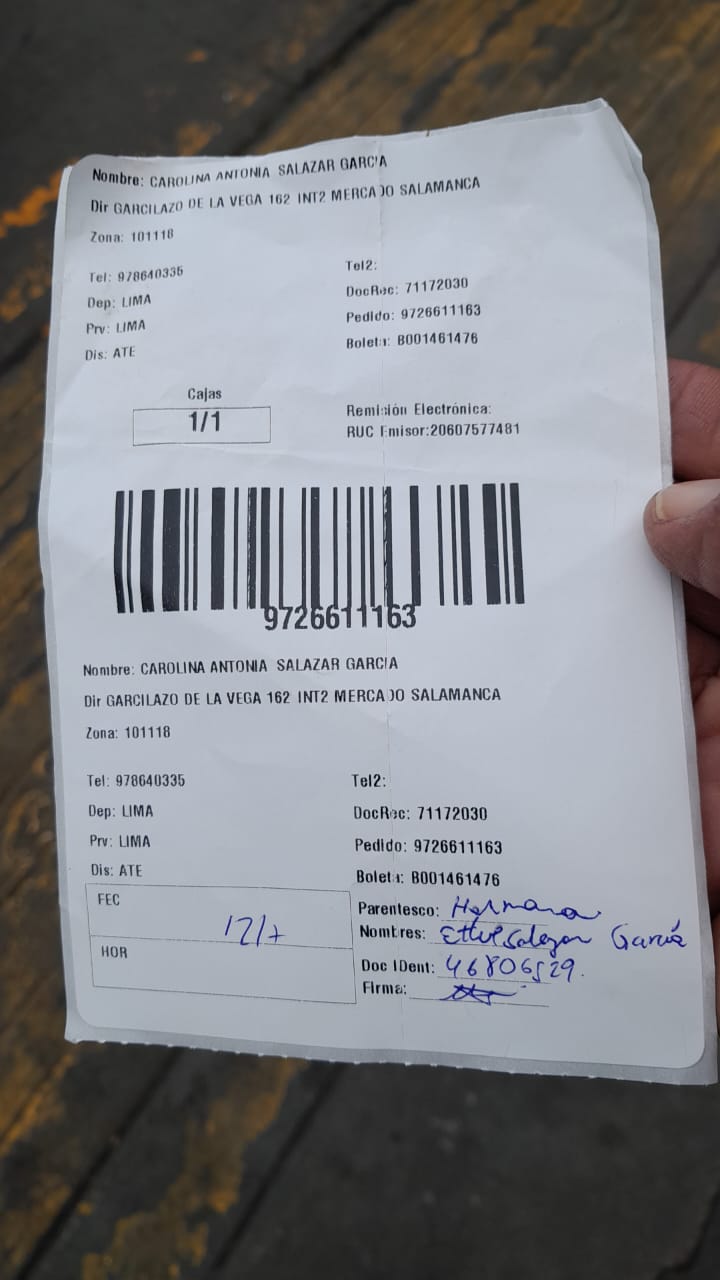 Nombre: CAROLINA ANTONIA SALAZAR GARCIA
Dir GARCILAZO DE LA VEGA 162 INT2 MERCADO SALAMANCA
Zona: 101118
Tel: 978640335
Tel2:
Dep: LIMA
DocRec: 71172030
Prv: LIMA
Pedido: 9726611163
Dis: ATE
Boleta: B001461476
Cajas
1/1
Remisión Electrónica:
RUC Emisor:20607577481
9726611163
Nombre: CAROLINA ANTONIA SALAZAR GARCIA
Dir GARCILAZO DE LA VEGA 162 INT2 MERCADO SALAMANCA
Zona: 101118
Tel: 978640335
Tel2:
Dep: LIMA
DocRec: 71172030
Prv: LIMA
Pedido: 9726611163
Dis: ATE
Boleta: B001461476
FEC
HOR
Parentesco: Hermana
Nombres: Salazar García
Doc IDent: 46806529.
Firma: